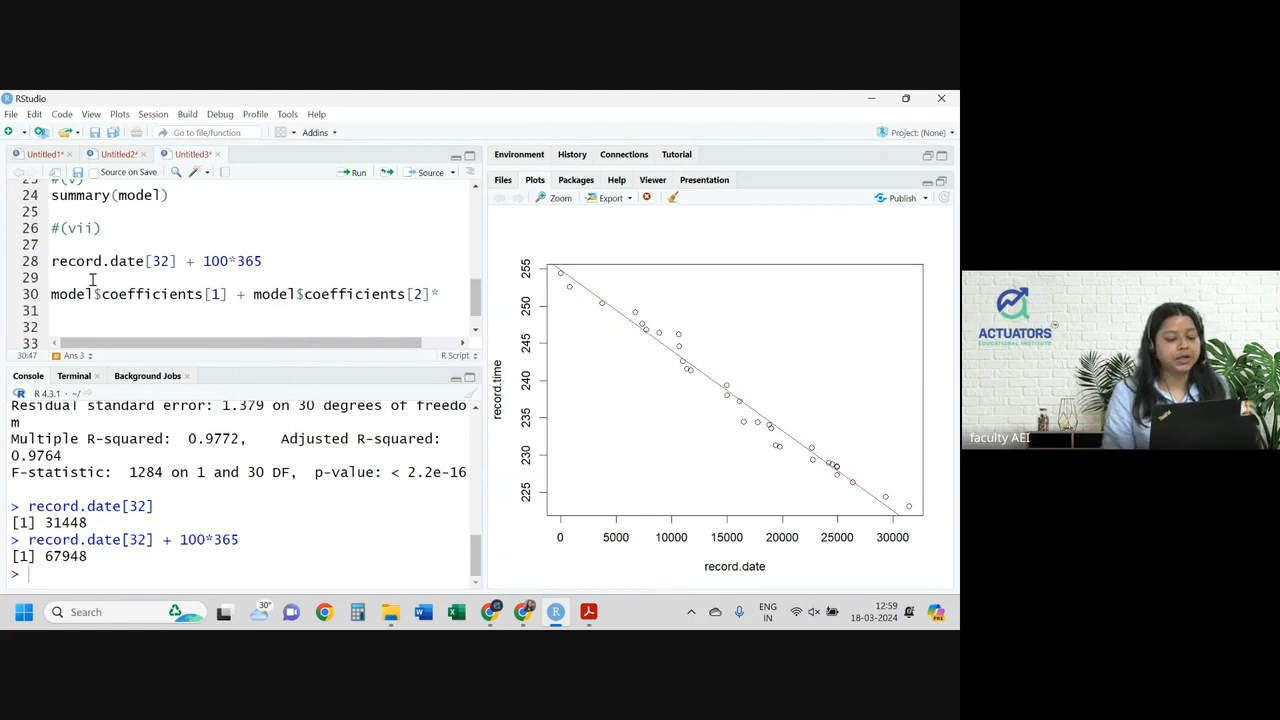 RStudio
File Edit Code View Plots Session Build Debug Profile Tools Help
Go to file/function Addins Project: (None)
Untitled1* Untitled2* Untitled3*
Source on Save Run Source
23 #(v)
24 summary(model)
25
26 #(vii)
27
28 record.date[32] + 100*365
29
30 model$coefficients[1] + model$coefficients[2]*
31
32
33
30:47 Ans 3 R Script
Console Terminal Background Jobs
R 4.3.1 · ~/
Residual standard error: 1.379 on 30 degrees of freedo
m
Multiple R-squared: 0.9772, Adjusted R-squared:
0.9764
F-statistic: 1284 on 1 and 30 DF, p-value: < 2.2e-16
> record.date[32]
[1] 31448
> record.date[32] + 100*365
[1] 67948
>
Environment History Connections Tutorial
Files Plots Packages Help Viewer Presentation
Zoom Export Publish
record.time
255
250
245
240
235
230
225
0 5000 10000 15000 20000 25000 30000
record.date
ACTUATORS
EDUCATIONAL INSTITUTE
faculty AEI
Search
30°
ENG
IN
12:59
18-03-2024